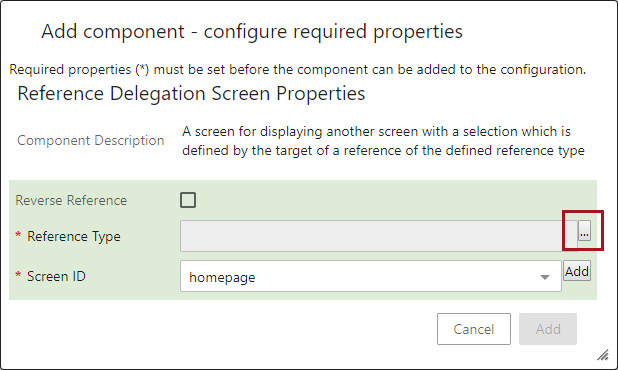 Add component - configure required properties
Required properties (*) must be set before the component can be added to the configuration.
Reference Delegation Screen Properties
Component Description
A screen for displaying another screen with a selection which is
defined by the target of a reference of the defined reference type
Reverse Reference
* Reference Type ...
* Screen ID homepage Add
Cancel Add